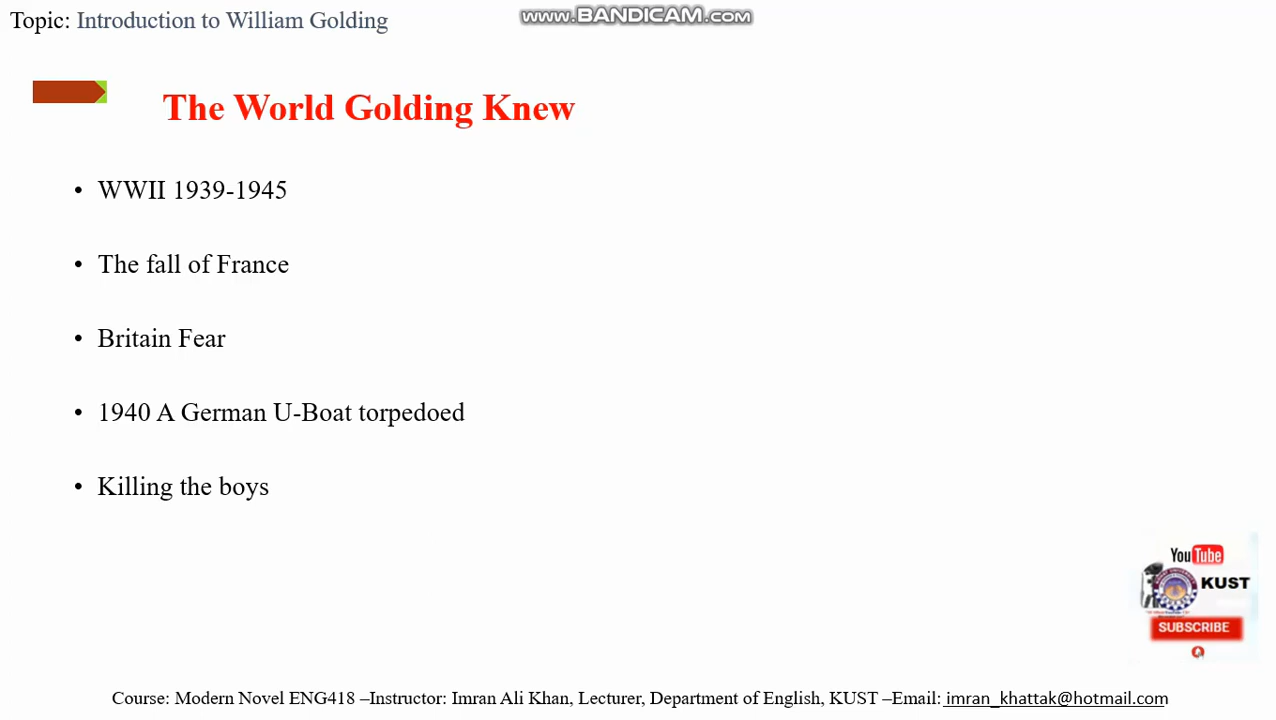 Topic: Introduction to William Golding
www.BANDICAM.com
The World Golding Knew
• WWII 1939-1945
• The fall of France
• Britain Fear
• 1940 A German U-Boat torpedoed
• Killing the boys
YouTube
KUST
SUBSCRIBE
Course: Modern Novel ENG418 –Instructor: Imran Ali Khan, Lecturer, Department of English, KUST –Email: imran_khattak@hotmail.com